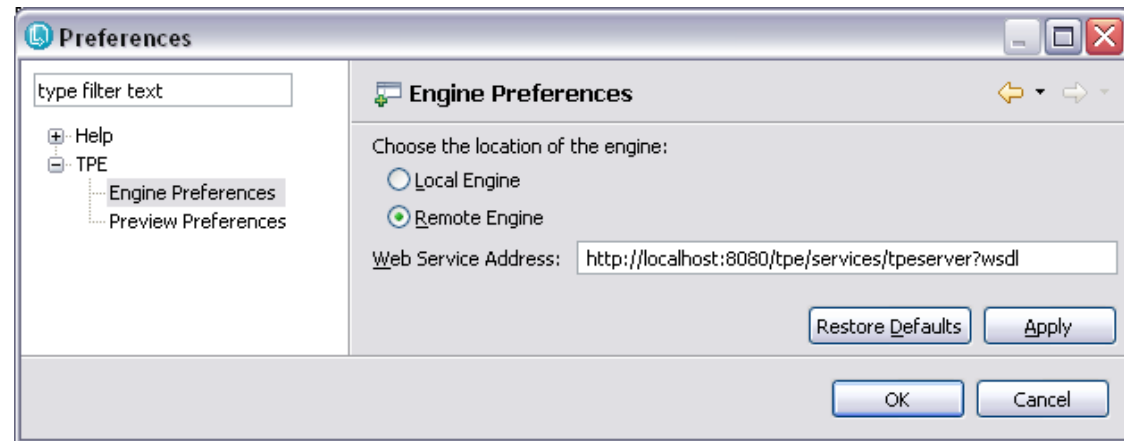 Preferences
type filter text
Help
TPE
Engine Preferences
Preview Preferences
Engine Preferences
Choose the location of the engine:
Local Engine
Remote Engine
Web Service Address: http://localhost:8080/tpe/services/tpeserver?wsdl
Restore Defaults Apply
OK Cancel